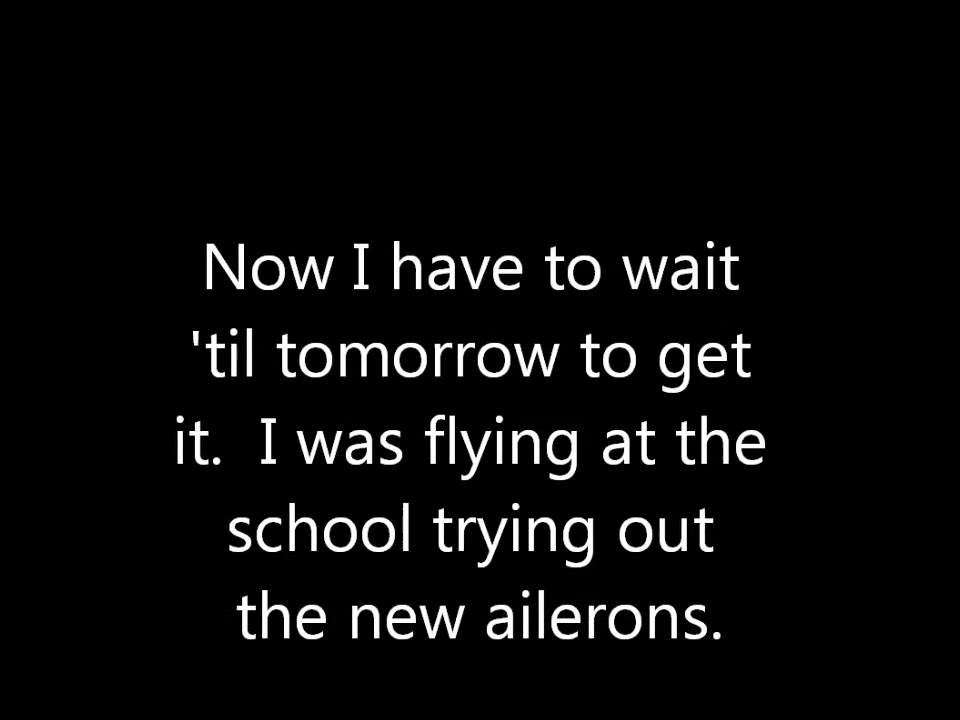 Now I have to wait
'til tomorrow to get
it.  I was flying at the
school trying out
the new ailerons.